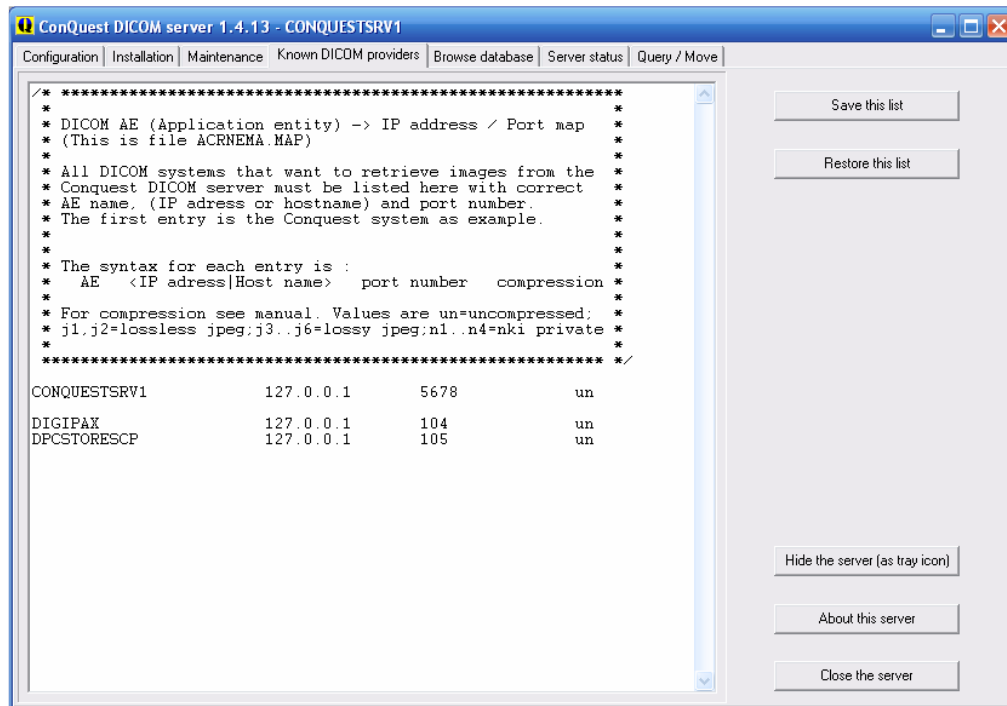 ConQuest DICOM server 1.4.13 - CONQUESTSRV1
Configuration Installation Maintenance Known DICOM providers Browse database Server status Query / Move
/* **********************************************************
* *
* DICOM AE (Application entity) -> IP address / Port map *
* (This is file ACRNEMA.MAP) *
* *
* All DICOM systems that want to retrieve images from the *
* Conquest DICOM server must be listed here with correct *
* AE name, (IP adress or hostname) and port number. *
* The first entry is the Conquest system as example. *
* *
* *
* The syntax for each entry is : *
* AE <IP adress|Host name> port number compression *
* *
* For compression see manual. Values are un=uncompressed; *
* j1,j2=lossless jpeg;j3..j6=lossy jpeg;n1..n4=nki private *
* *
********************************************************** */
CONQUESTSRV1 127.0.0.1 5678 un
DIGIPAX 127.0.0.1 104 un
DPCSTORESCP 127.0.0.1 105 un
Save this list
Restore this list
Hide the server (as tray icon)
About this server
Close the server